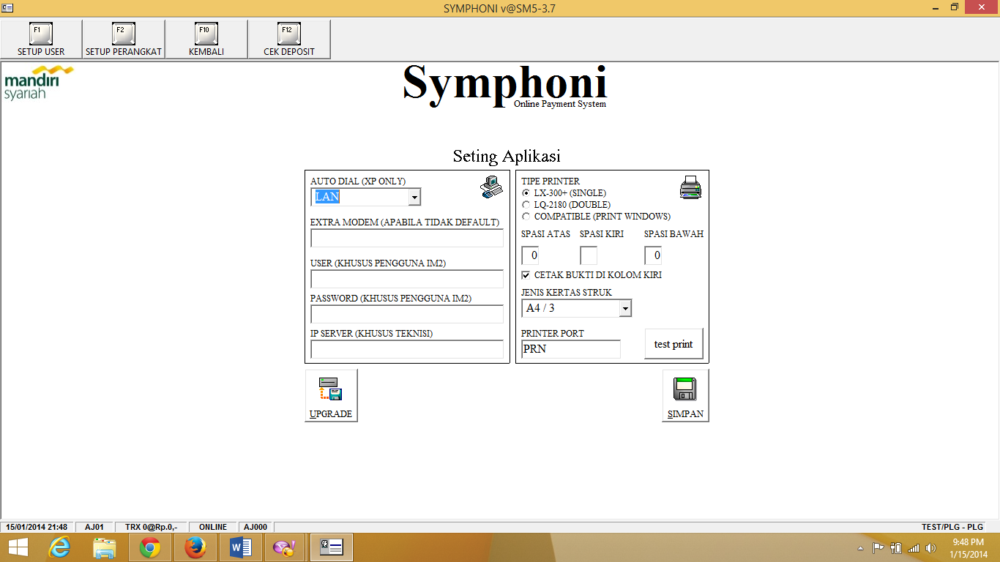 SYMPHONI v@SM5-3.7
F1 F2 F10 F12
SETUP USER SETUP PERANGKAT KEMBALI CEK DEPOSIT
mandiri
syariah
Symphoni
Online Payment System
Seting Aplikasi
AUTO DIAL (XP ONLY)
LAN
EXTRA MODEM (APABILA TIDAK DEFAULT)
USER (KHUSUS PENGGUNA IM2)
PASSWORD (KHUSUS PENGGUNA IM2)
IP SERVER (KHUSUS TEKNISI)
TIPE PRINTER
LX-300+ (SINGLE)
LQ-2180 (DOUBLE)
COMPATIBLE (PRINT WINDOWS)
SPASI ATAS SPASI KIRI SPASI BAWAH
0 0
CETAK BUKTI DI KOLOM KIRI
JENIS KERTAS STRUK
A4 / 3
PRINTER PORT
PRN
test print
UPGRADE
SIMPAN
15/01/2014 21:48 AJ01 TRX 0@Rp.0,- ONLINE AJ000 TEST/PLG - PLG
9:48 PM
1/15/2014